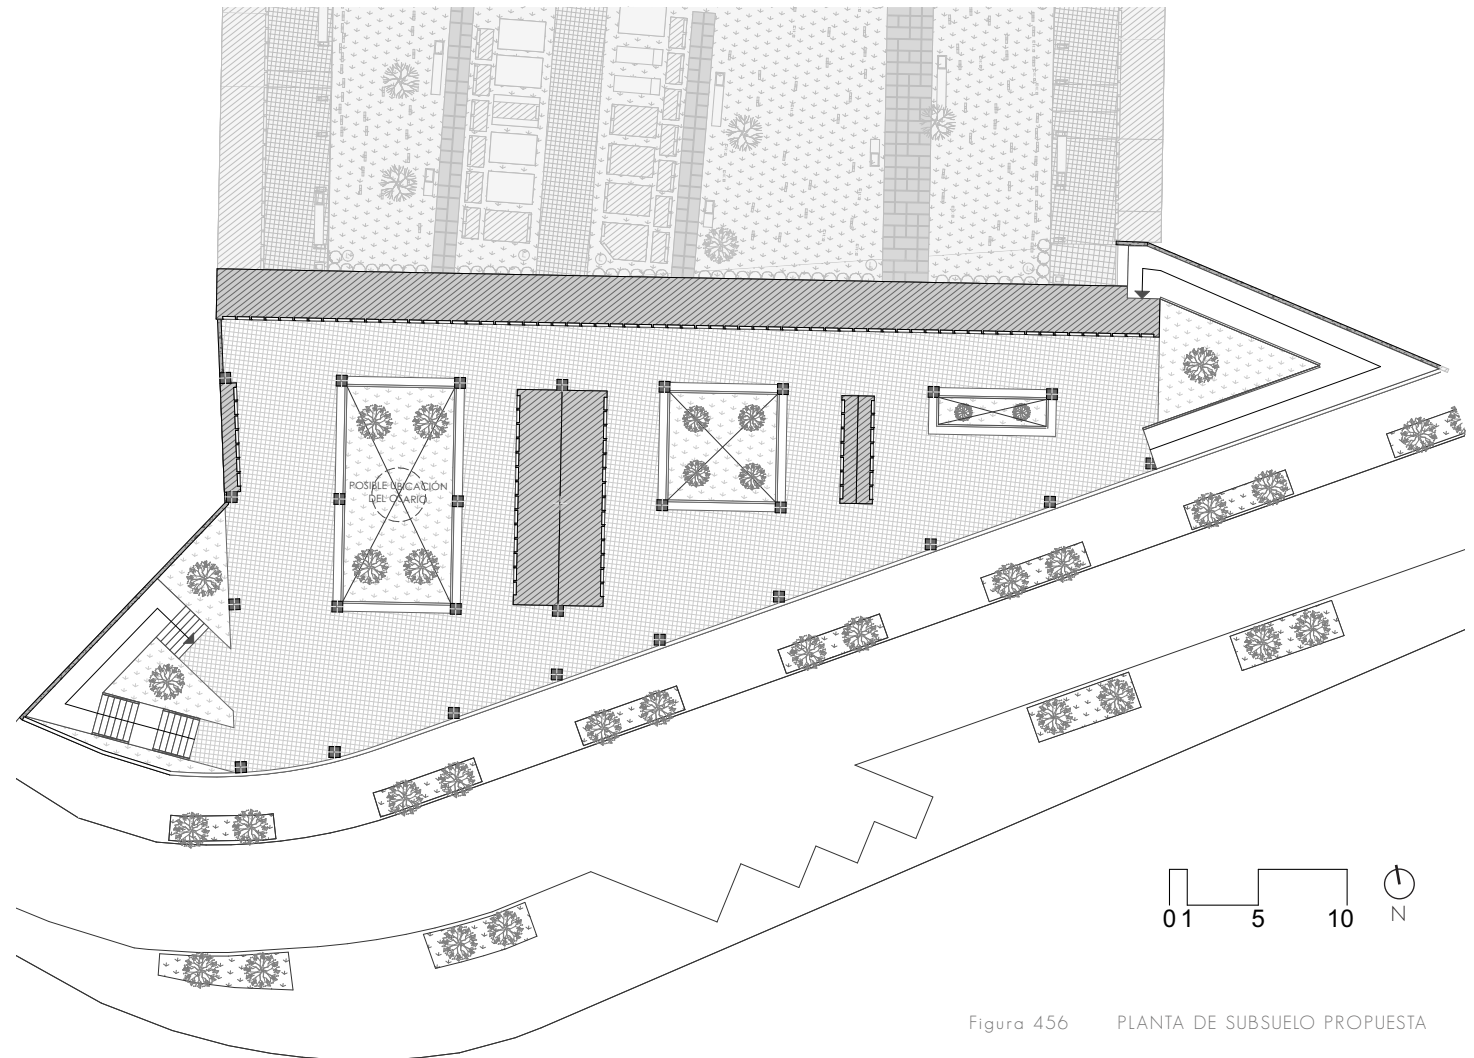 POSIBLE UBICACIÓN
DEL OSARIO
0 1 5 10
N
Figura 456 PLANTA DE SUBSUELO PROPUESTA